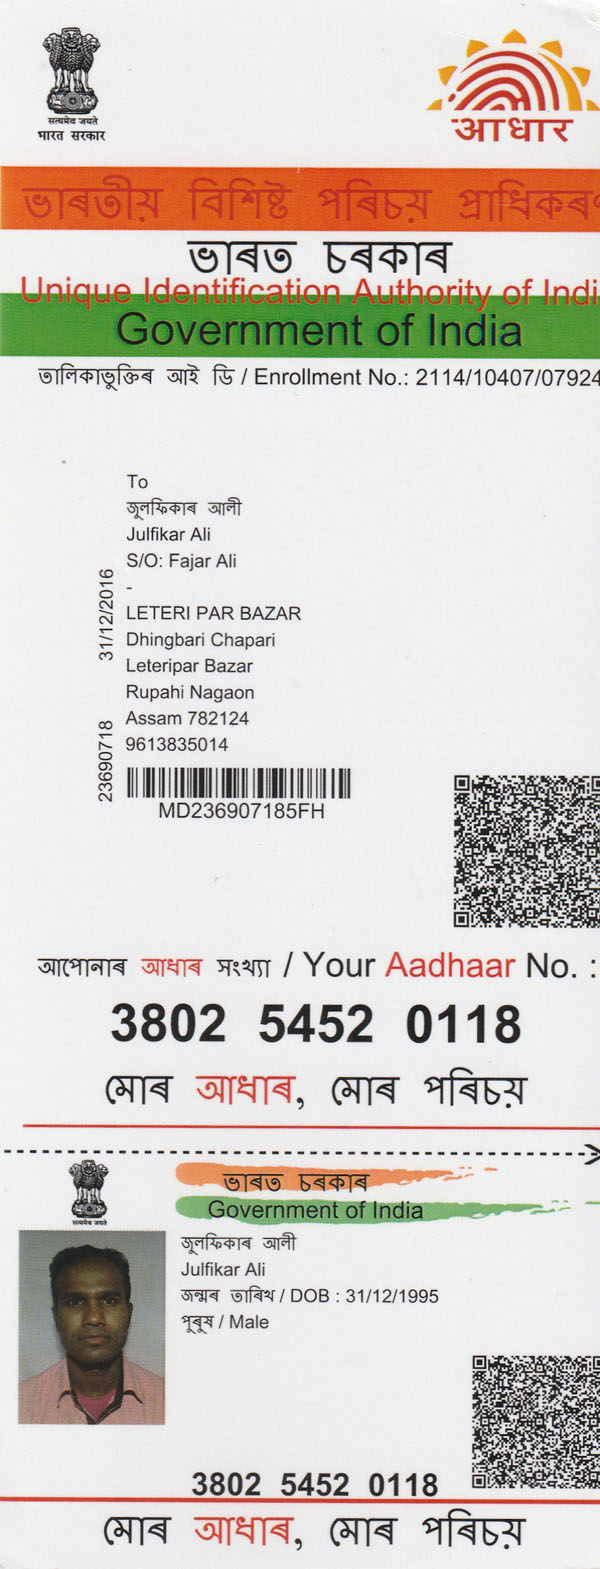 सत्यमेव जयते
भारत सरकार
आधार
ভাৰতীয় বিশিষ্ট পৰিচয় প্ৰাধিকৰণ
ভাৰত চৰকাৰ
Unique Identification Authority of Indi
Government of India
তালিকাভুক্তিৰ আই ডি / Enrollment No.: 2114/10407/07924
To
জুলফিকাৰ আলী
Julfikar Ali
S/O: Fajar Ali
-
LETERI PAR BAZAR
Dhingbari Chapari
Leteripar Bazar
Rupahi Nagaon
Assam 782124
9613835014
31/12/2016
23690718
MD236907185FH
আপোনাৰ আধাৰ সংখ্যা / Your Aadhaar No. :
3802 5452 0118
মোৰ আধাৰ, মোৰ পৰিচয়
सत्यमेव जयते
ভাৰত চৰকাৰ
Government of India
জুলফিকাৰ আলী
Julfikar Ali
জন্মৰ তাৰিখ / DOB : 31/12/1995
পুৰুষ / Male
3802 5452 0118
মোৰ আধাৰ, মোৰ পৰিচয়